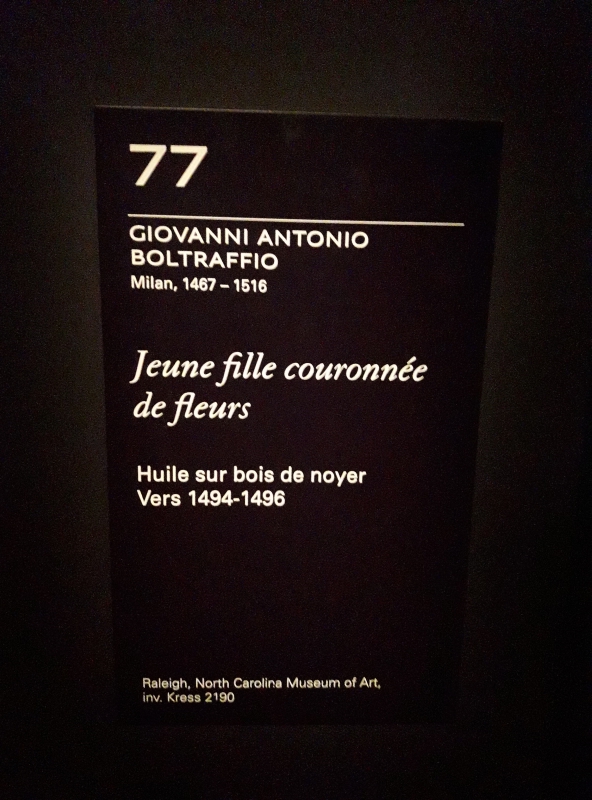 77
GIOVANNI ANTONIO
BOLTRAFFIO
Milan, 1467 – 1516
Jeune fille couronnée
de fleurs
Huile sur bois de noyer
Vers 1494-1496
Raleigh, North Carolina Museum of Art,
inv. Kress 2190